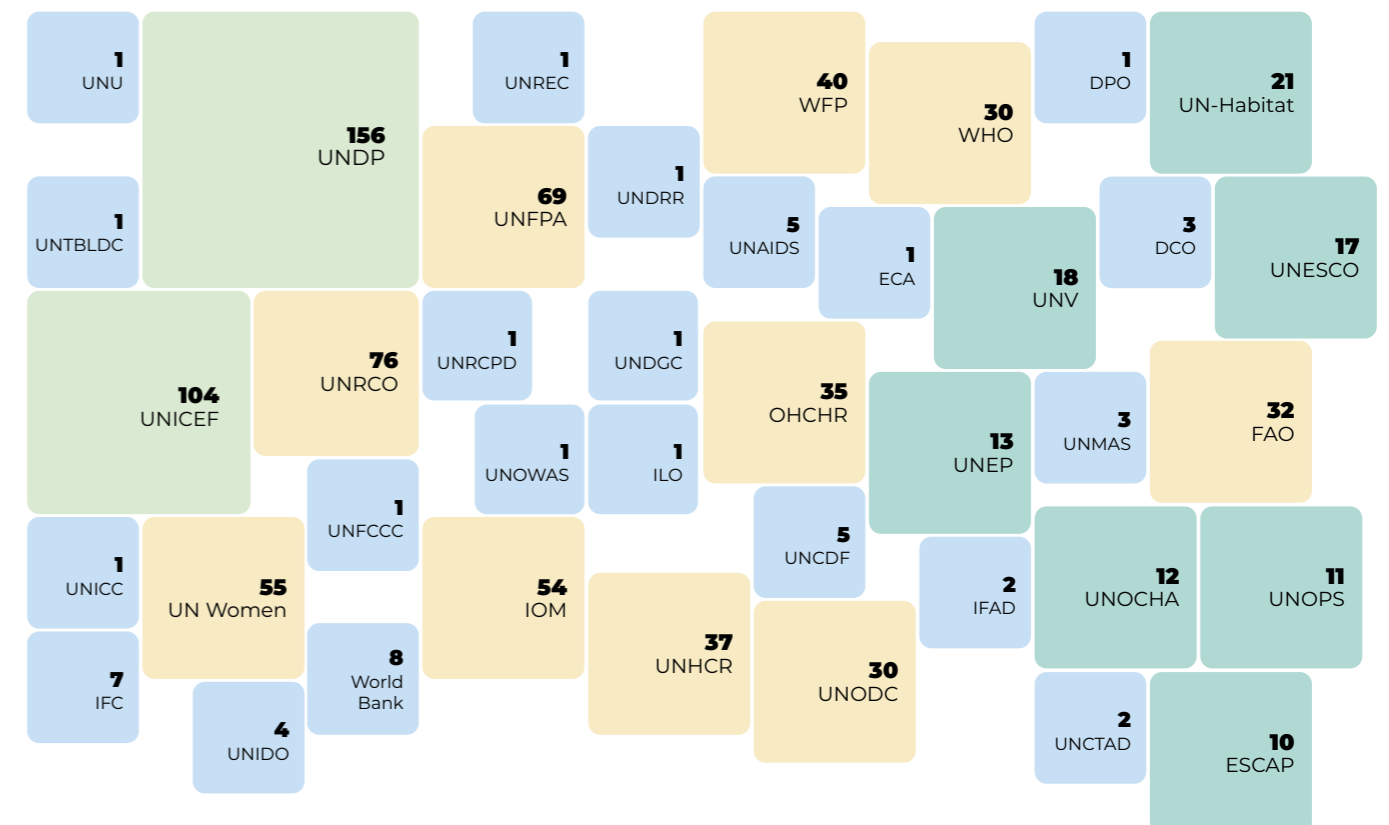 1
UNU
156
UNDP
1
UNREC
40
WFP
30
WHO
1
DPO
21
UN-Habitat
1
UNTBLDC
69
UNFPA
1
UNDRR
5
UNAIDS
1
ECA
18
UNV
3
DCO
17
UNESCO
104
UNICEF
76
UNRCO
1
UNRCPD
1
UNDGC
35
OHCHR
13
UNEP
3
UNMAS
32
FAO
1
UNOWAS
1
ILO
1
UNFCCC
5
UNCDF
1
UNICC
55
UN Women
54
IOM
2
IFAD
12
UNOCHA
11
UNOPS
7
IFC
8
World
Bank
37
UNHCR
30
UNODC
4
UNIDO
2
UNCTAD
10
ESCAP